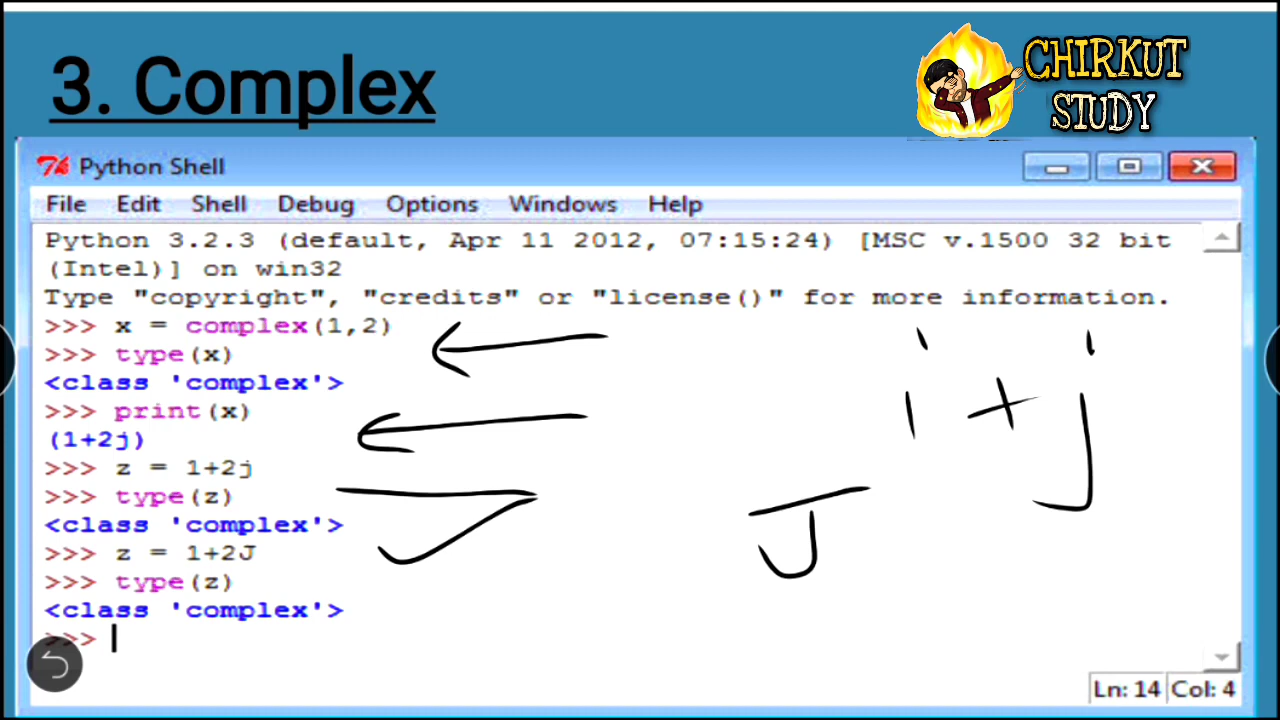 3. Complex
CHIRKUT
STUDY
Python Shell
File Edit Shell Debug Options Windows Help
Python 3.2.3 (default, Apr 11 2012, 07:15:24) [MSC v.1500 32 bit
(Intel)] on win32
Type "copyright", "credits" or "license()" for more information.
>>> x = complex(1,2)
>>> type(x)
<class 'complex'>
>>> print(x)
(1+2j)
>>> z = 1+2j
>>> type(z)
<class 'complex'>
>>> z = 1+2J
>>> type(z)
<class 'complex'>
>>>
i + j
J
Ln: 14 Col: 4